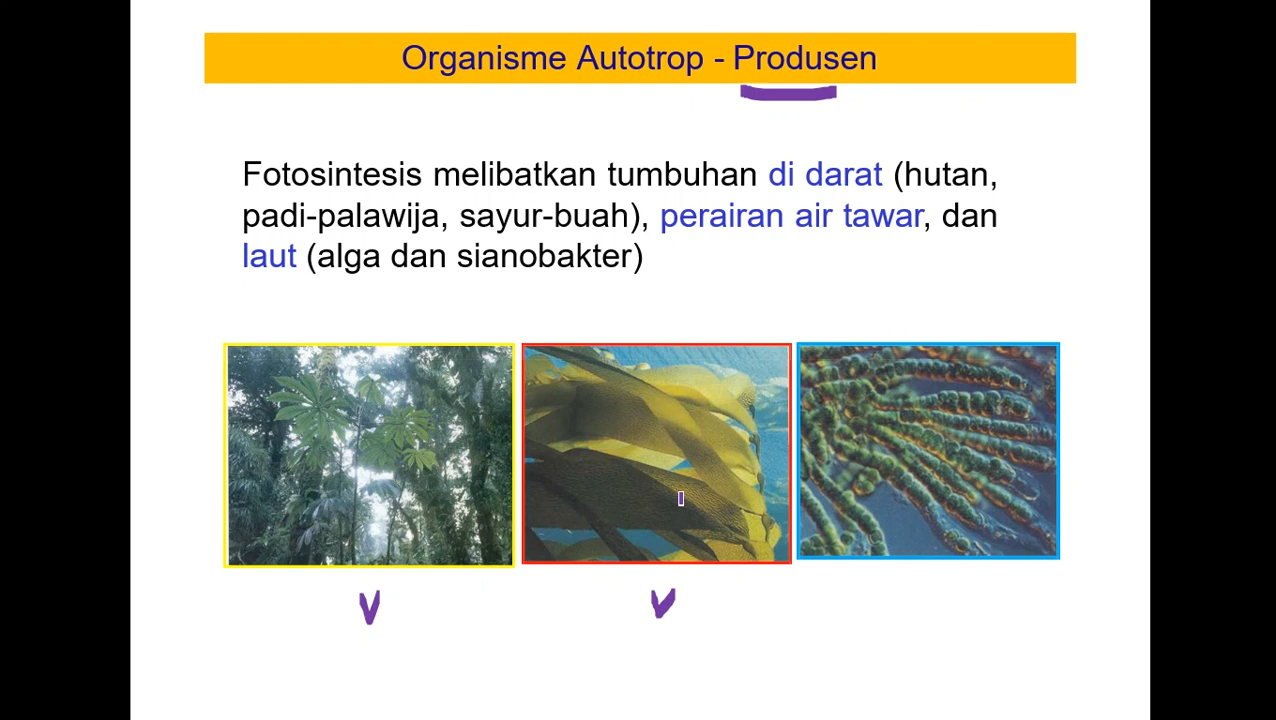 Organisme Autotrop - Produsen
Fotosintesis melibatkan tumbuhan di darat (hutan,
padi-palawija, sayur-buah), perairan air tawar, dan
laut (alga dan sianobakter)